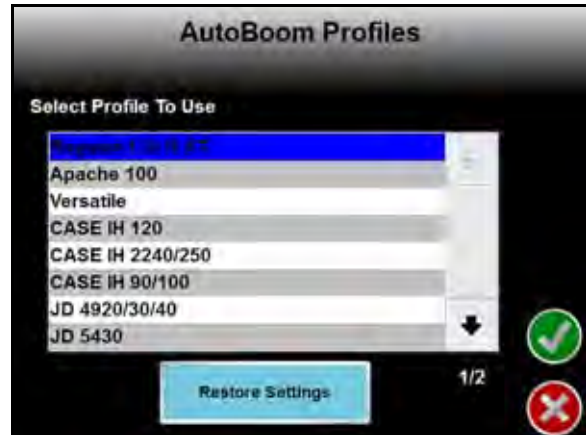 AutoBoom Profiles
Select Profile To Use
Apache 100
Versatile
CASE IH 120
CASE IH 2240/250
CASE IH 90/100
JD 4920/30/40
JD 5430
1/2
Restore Settings